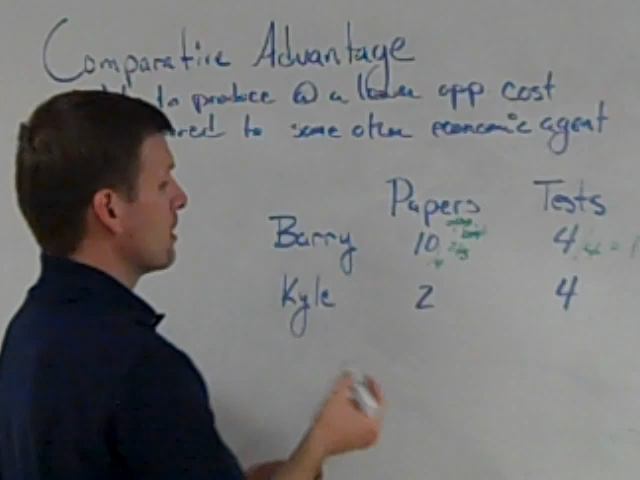 Comparative Advantage
to produce @ a lower opp cost
to some other economic agent
Papers Tests
Barry 10 4
Kyle 2 4